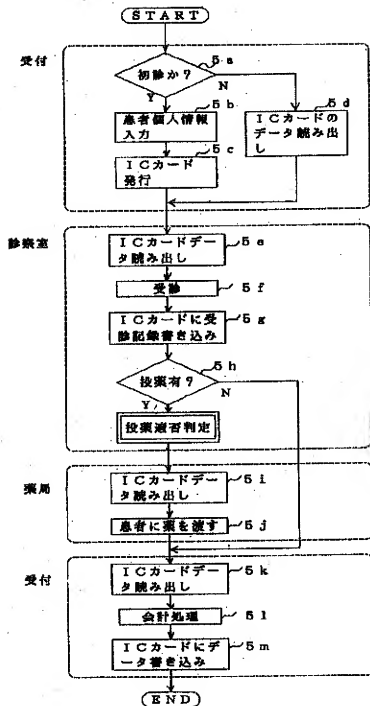 START
受付
5a
初診か?
Y
N
5b
患者個人情報
入力
5c
ICカード
発行
5d
ICカードの
データ読み出
し
診察室
ICカードデー
タ読み出し
5e
受診
5f
ICカードに受
診記録書き込み
5g
5h
投薬有?
Y
N
投薬適否判定
薬局
ICカードデー
タ読み出し
5i
患者に薬を渡す
5j
受付
ICカードデー
タ読み出し
5k
会計処理
5l
ICカードにデ
ータ書き込み
5m
END